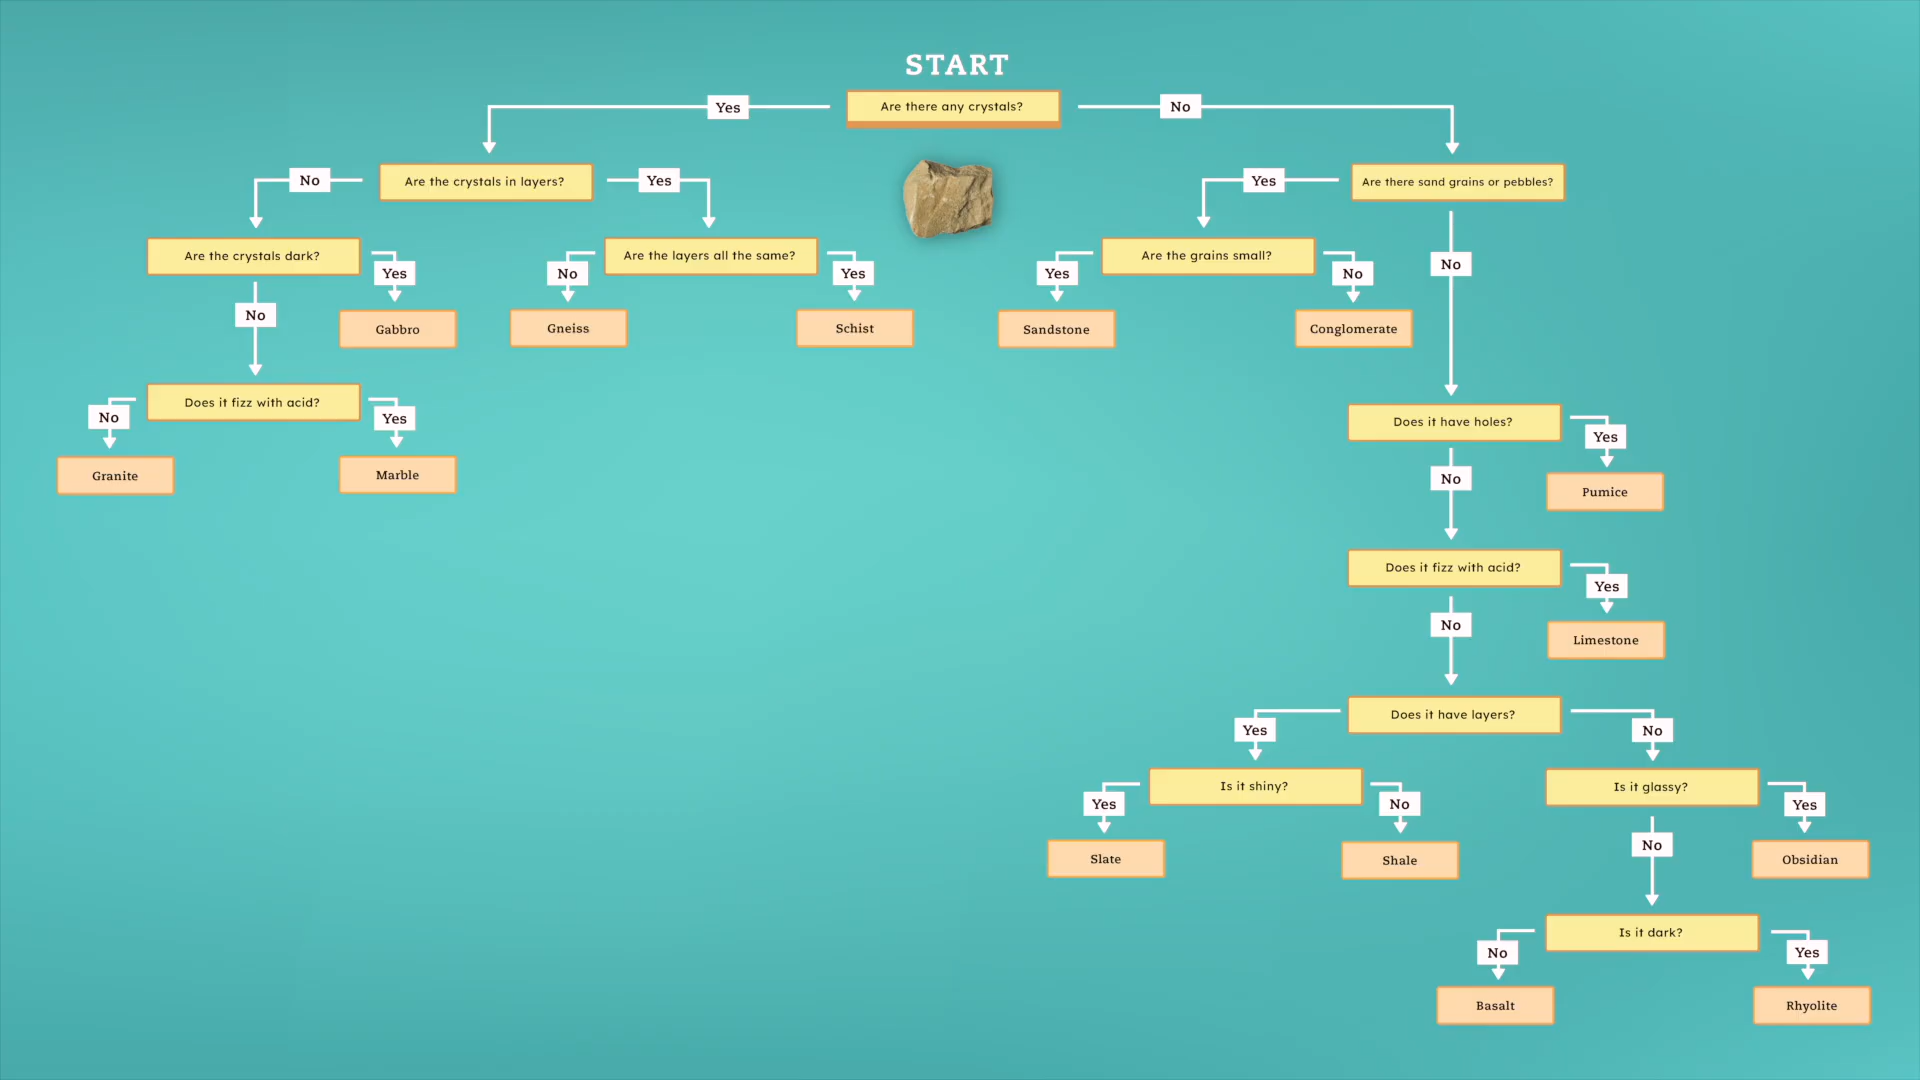 START
Are there any crystals?
Yes
No
Are the crystals in layers?
No
Yes
Are there sand grains or pebbles?
Yes
No
Are the crystals dark?
Yes
No
Are the layers all the same?
No
Yes
Are the grains small?
Yes
No
Gabbro
Gneiss
Schist
Sandstone
Conglomerate
Does it fizz with acid?
No
Yes
Granite
Marble
Does it have holes?
Yes
No
Pumice
Does it fizz with acid?
Yes
No
Limestone
Does it have layers?
Yes
No
Is it shiny?
Yes
No
Is it glassy?
Yes
No
Slate
Shale
Obsidian
Is it dark?
No
Yes
Basalt
Rhyolite